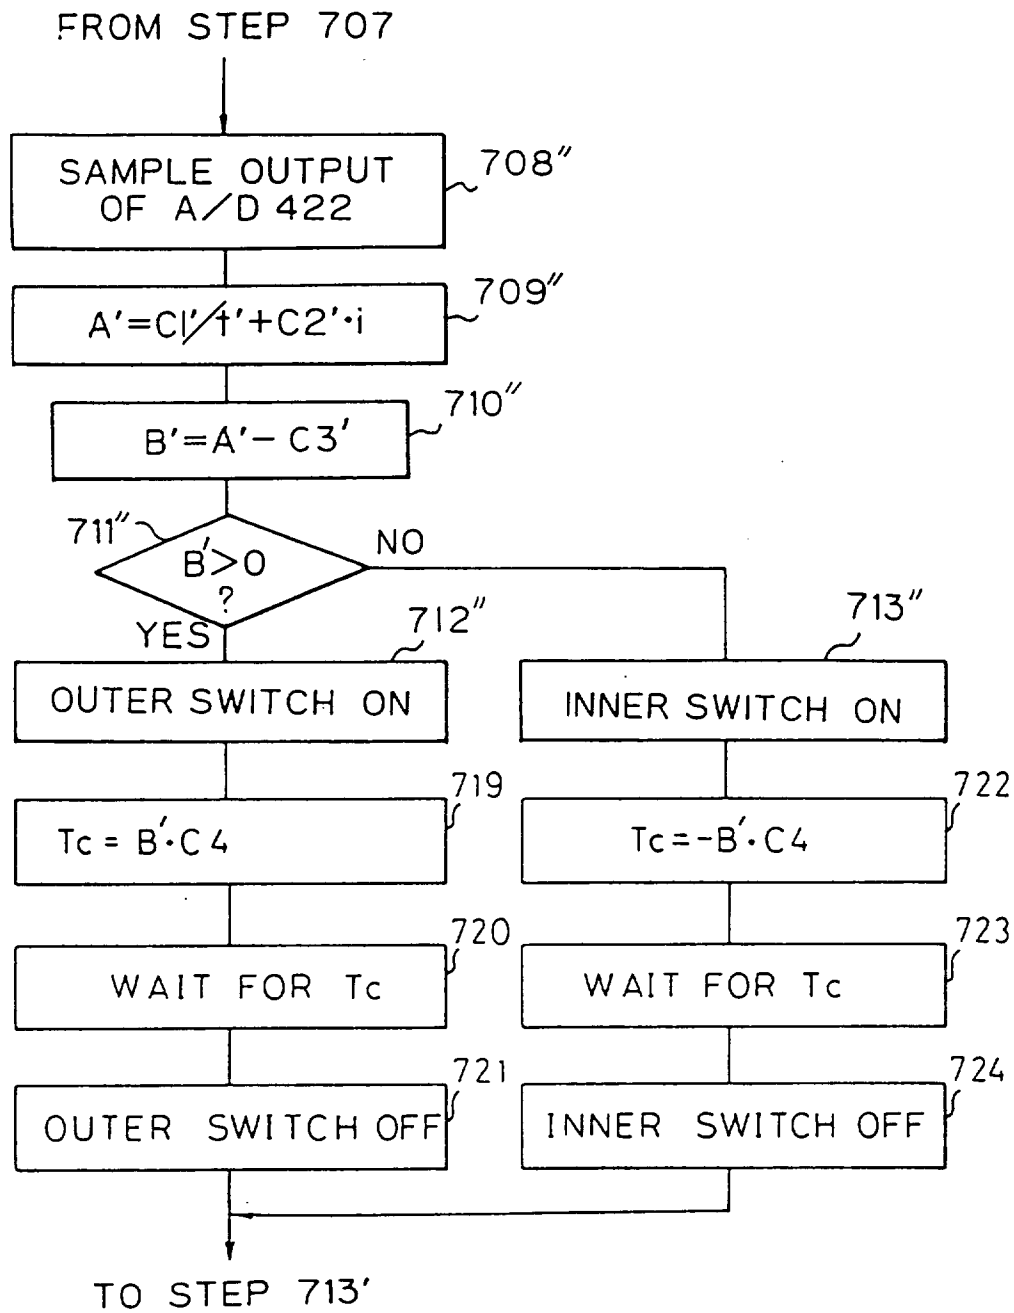 FROM STEP 707
SAMPLE OUTPUT
OF A/D 422
708"
A'=C1'/t'+C2'·i
709"
B'=A'-C3'
710"
711"
B'>0
?
NO
YES
712"
OUTER SWITCH ON
713"
INNER SWITCH ON
719
Tc = B'·C4
722
Tc=-B'·C4
720
WAIT FOR Tc
723
WAIT FOR Tc
721
OUTER SWITCH OFF
724
INNER SWITCH OFF
TO STEP 713'